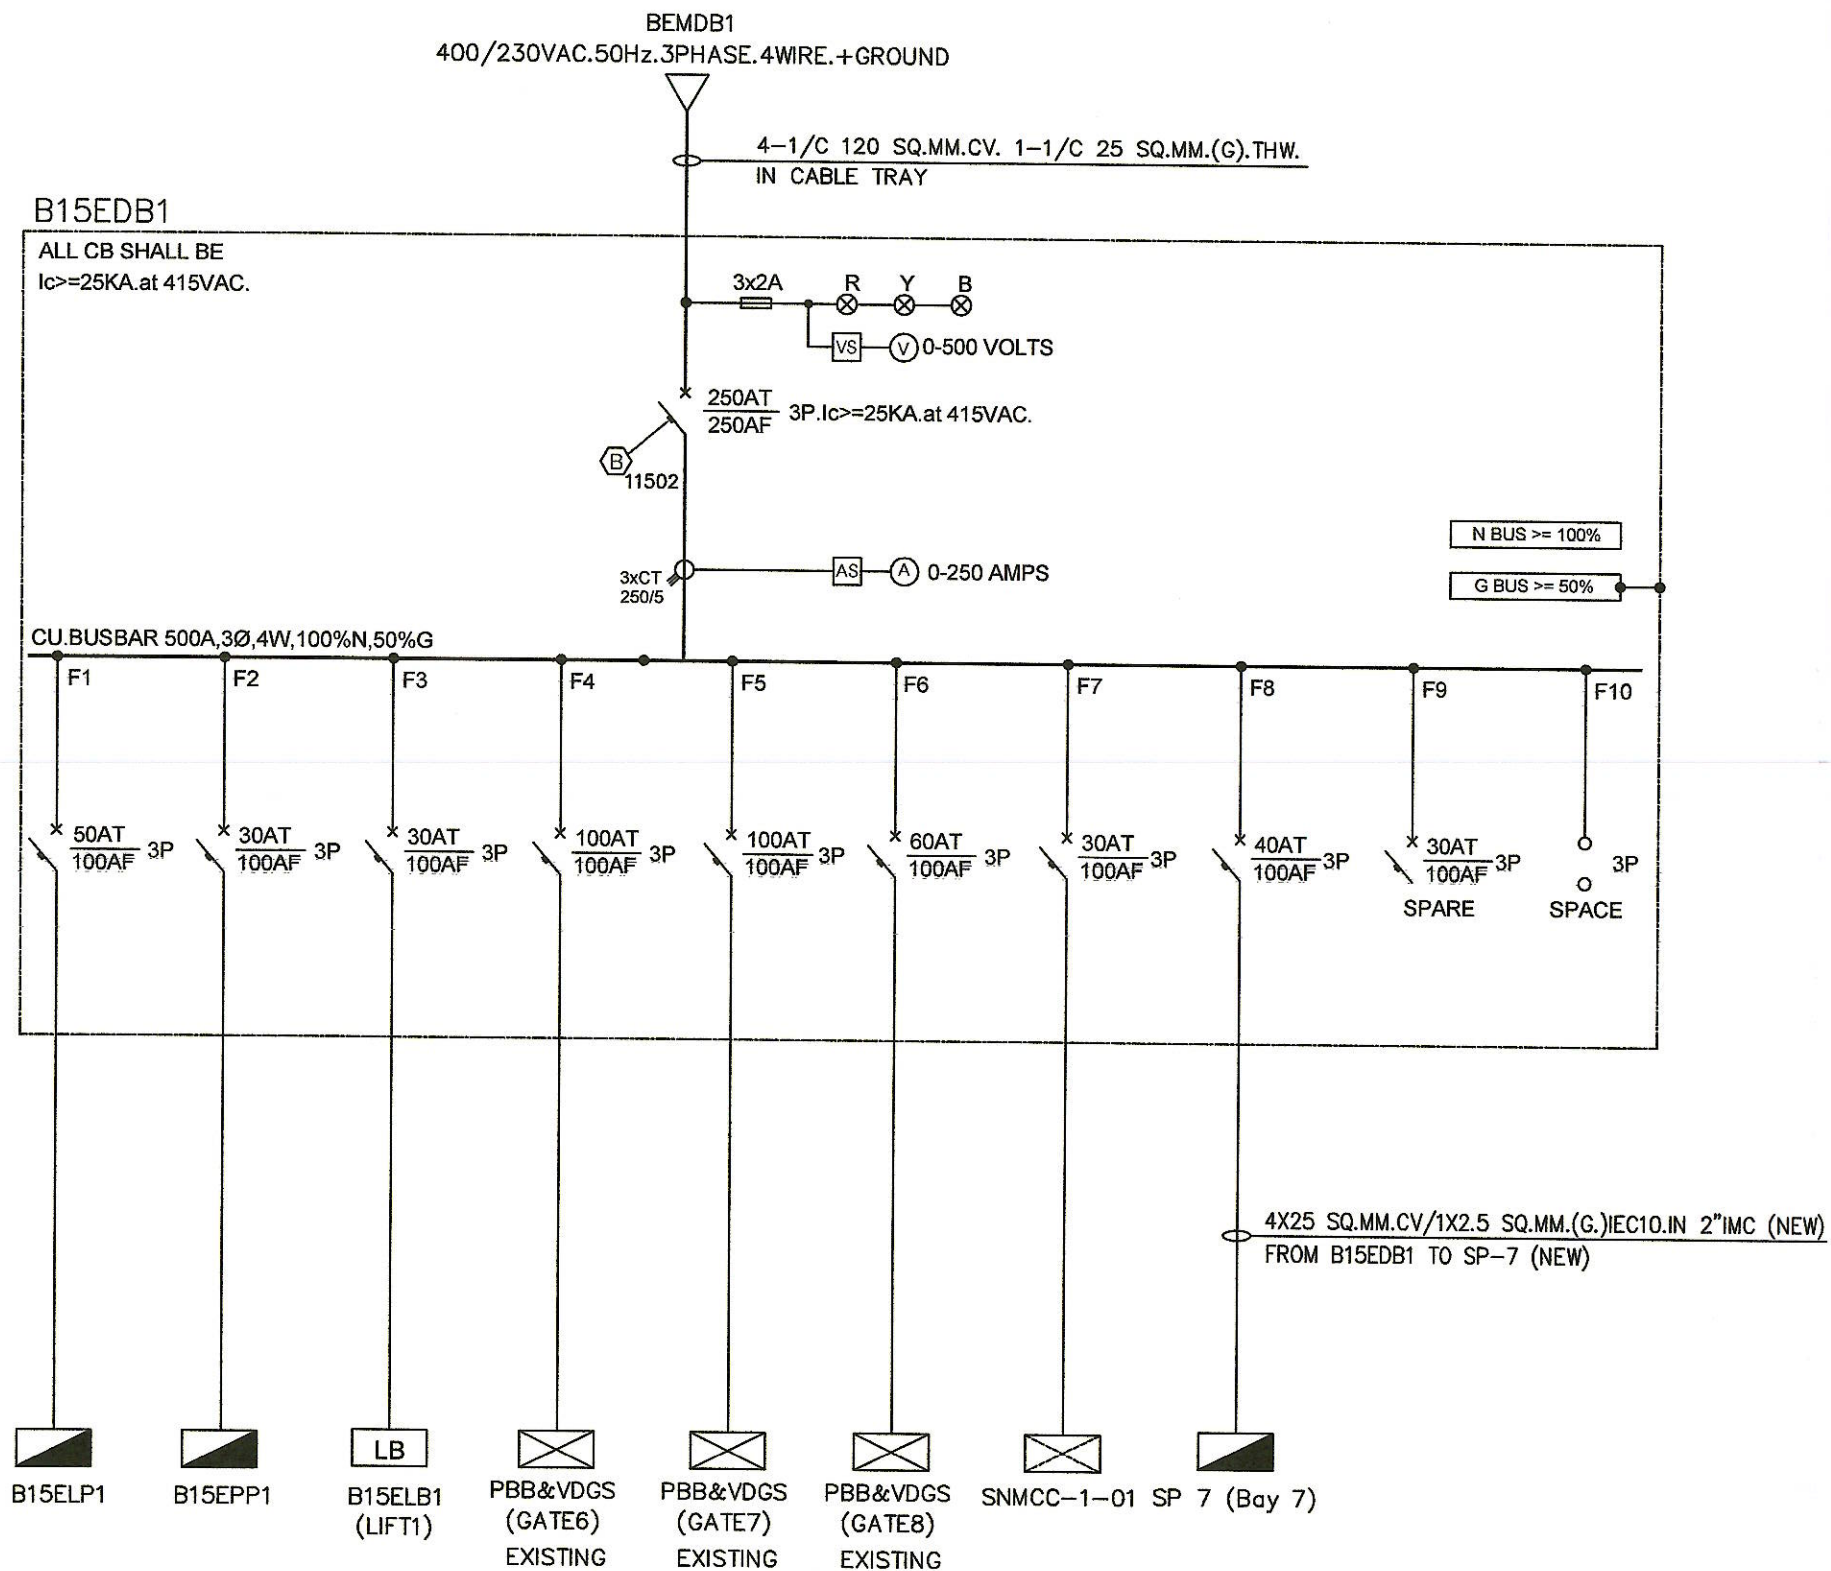 BEMDB1
400/230VAC.50Hz.3PHASE.4WIRE.+GROUND
4-1/C 120 SQ.MM.CV. 1-1/C 25 SQ.MM.(G).THW.
IN CABLE TRAY
B15EDB1
ALL CB SHALL BE
Ic>=25KA.at 415VAC.
3x2A
R
Y
B
VS
V
0-500 VOLTS
250AT
250AF
3P.Ic>=25KA.at 415VAC.
B
11502
N BUS >= 100%
G BUS >= 50%
3xCT
250/5
AS
A
0-250 AMPS
CU.BUSBAR 500A,3Ø,4W,100%N,50%G
F1
F2
F3
F4
F5
F6
F7
F8
F9
F10
50AT
100AF
3P
30AT
100AF
3P
30AT
100AF
3P
100AT
100AF
3P
100AT
100AF
3P
60AT
100AF
3P
30AT
100AF
3P
40AT
100AF
3P
30AT
100AF
3P
SPARE
3P
SPACE
4X25 SQ.MM.CV/1X2.5 SQ.MM.(G.)IEC10.IN 2"IMC (NEW)
FROM B15EDB1 TO SP-7 (NEW)
B15ELP1
B15EPP1
LB
B15ELB1
(LIFT1)
PBB&VDGS
(GATE6)
EXISTING
PBB&VDGS
(GATE7)
EXISTING
PBB&VDGS
(GATE8)
EXISTING
SNMCC-1-01
SP 7 (Bay 7)